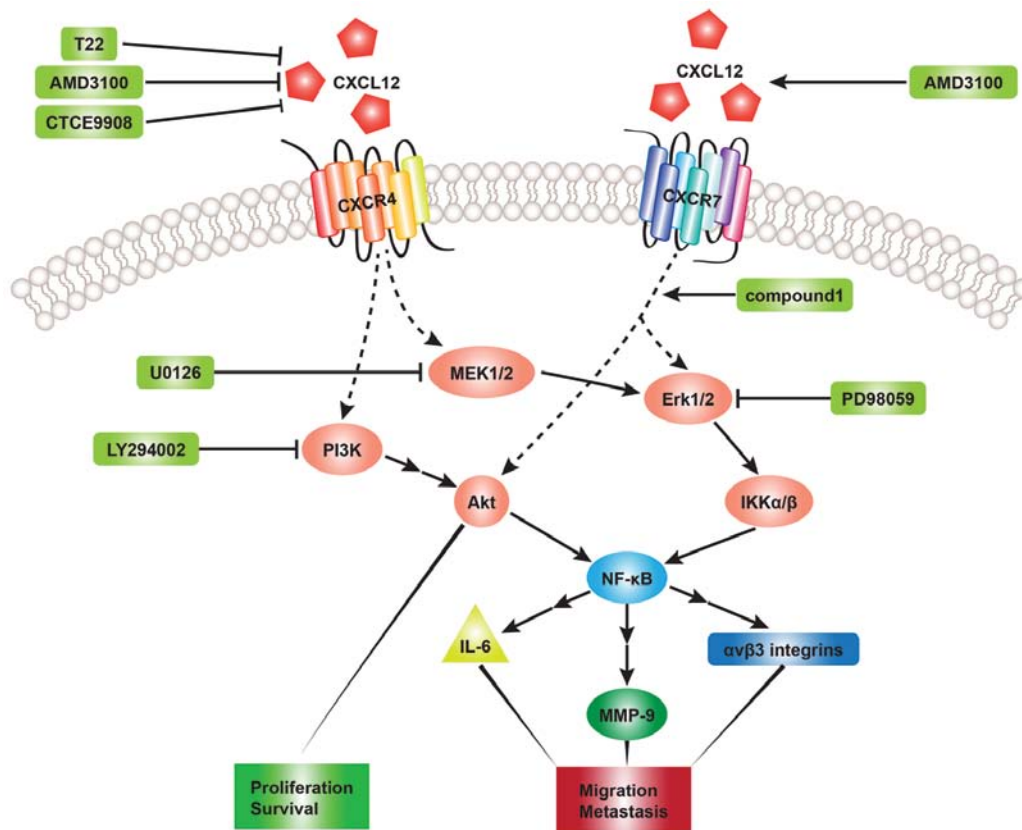 T22
CXCL12
CXCL12
AMD3100
AMD3100
CTCE9908
CXCR4
CXCR7
compound1
U0126
MEK1/2
Erk1/2
PD98059
LY294002
PI3K
Akt
IKKα/β
NF-κB
IL-6
αvβ3 integrins
MMP-9
Proliferation
Survival
Migration
Metastasis